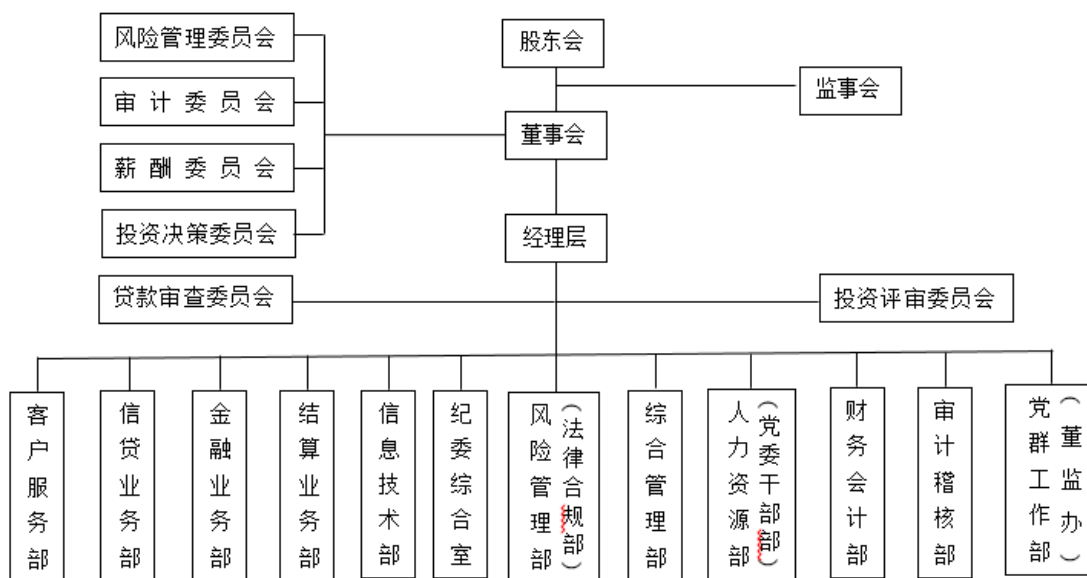 风险管理委员会
股东会
审计委员会
监事会
董事会
薪酬委员会
投资决策委员会
经理层
贷款审查委员会
投资评审委员会
客户服务部
信贷业务部
金融业务部
结算业务部
信息技术部
纪委综合室
风险管理部
（法律合规部）
综合管理部
人力资源部
（党委干部部）
财务会计部
审计稽核部
党群工作部
（董监办）